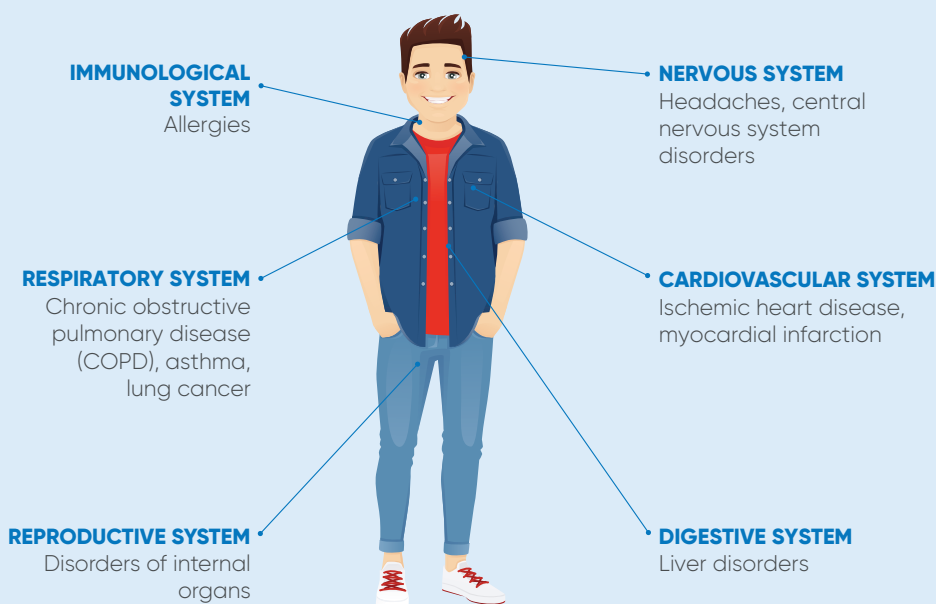 IMMUNOLOGICAL
SYSTEM
Allergies
NERVOUS SYSTEM
Headaches, central
nervous system
disorders
RESPIRATORY SYSTEM
Chronic obstructive
pulmonary disease
(COPD), asthma,
lung cancer
CARDIOVASCULAR SYSTEM
Ischemic heart disease,
myocardial infarction
REPRODUCTIVE SYSTEM
Disorders of internal
organs
DIGESTIVE SYSTEM
Liver disorders